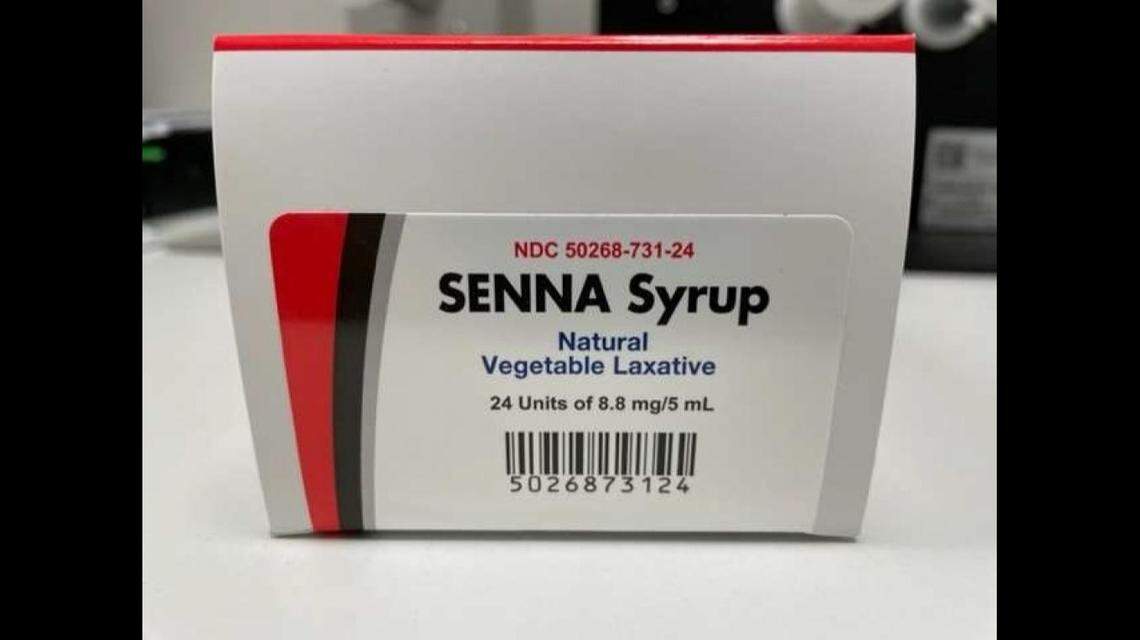 NDC 50268-731-24
SENNA Syrup
Natural
Vegetable Laxative
24 Units of 8.8 mg/5 mL
5026873124